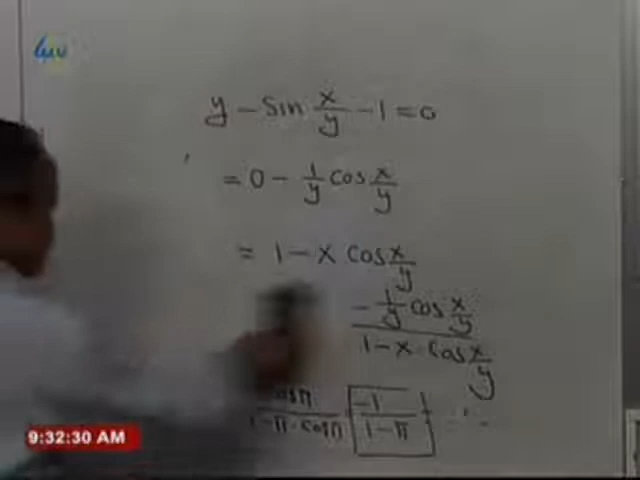 y - Sin x/y - 1 = 0
= 0 - 1/y cos x/y
= 1 - x cos x/y
- 1/y cos x/y
1 - x · cos x/y
-1
1 - π
9:32:30 AM